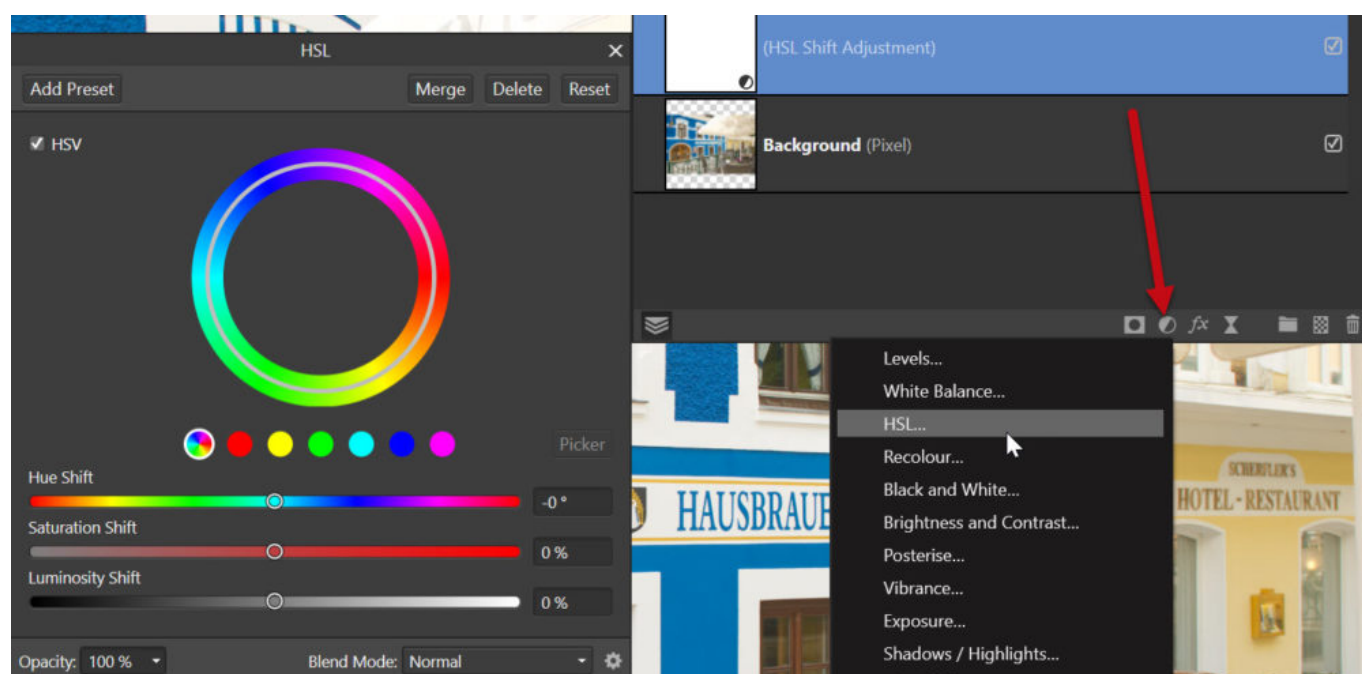 HSL
Add Preset
Merge Delete Reset
HSV
Picker
Hue Shift
-0 °
Saturation Shift
0 %
Luminosity Shift
0 %
Opacity: 100 %
Blend Mode: Normal
(HSL Shift Adjustment)
Background (Pixel)
fx
Levels...
White Balance...
HSL...
Recolour...
Black and White...
Brightness and Contrast...
Posterise...
Vibrance...
Exposure...
Shadows / Highlights...
HAUSBRAUE
HOTEL-RESTAURANT